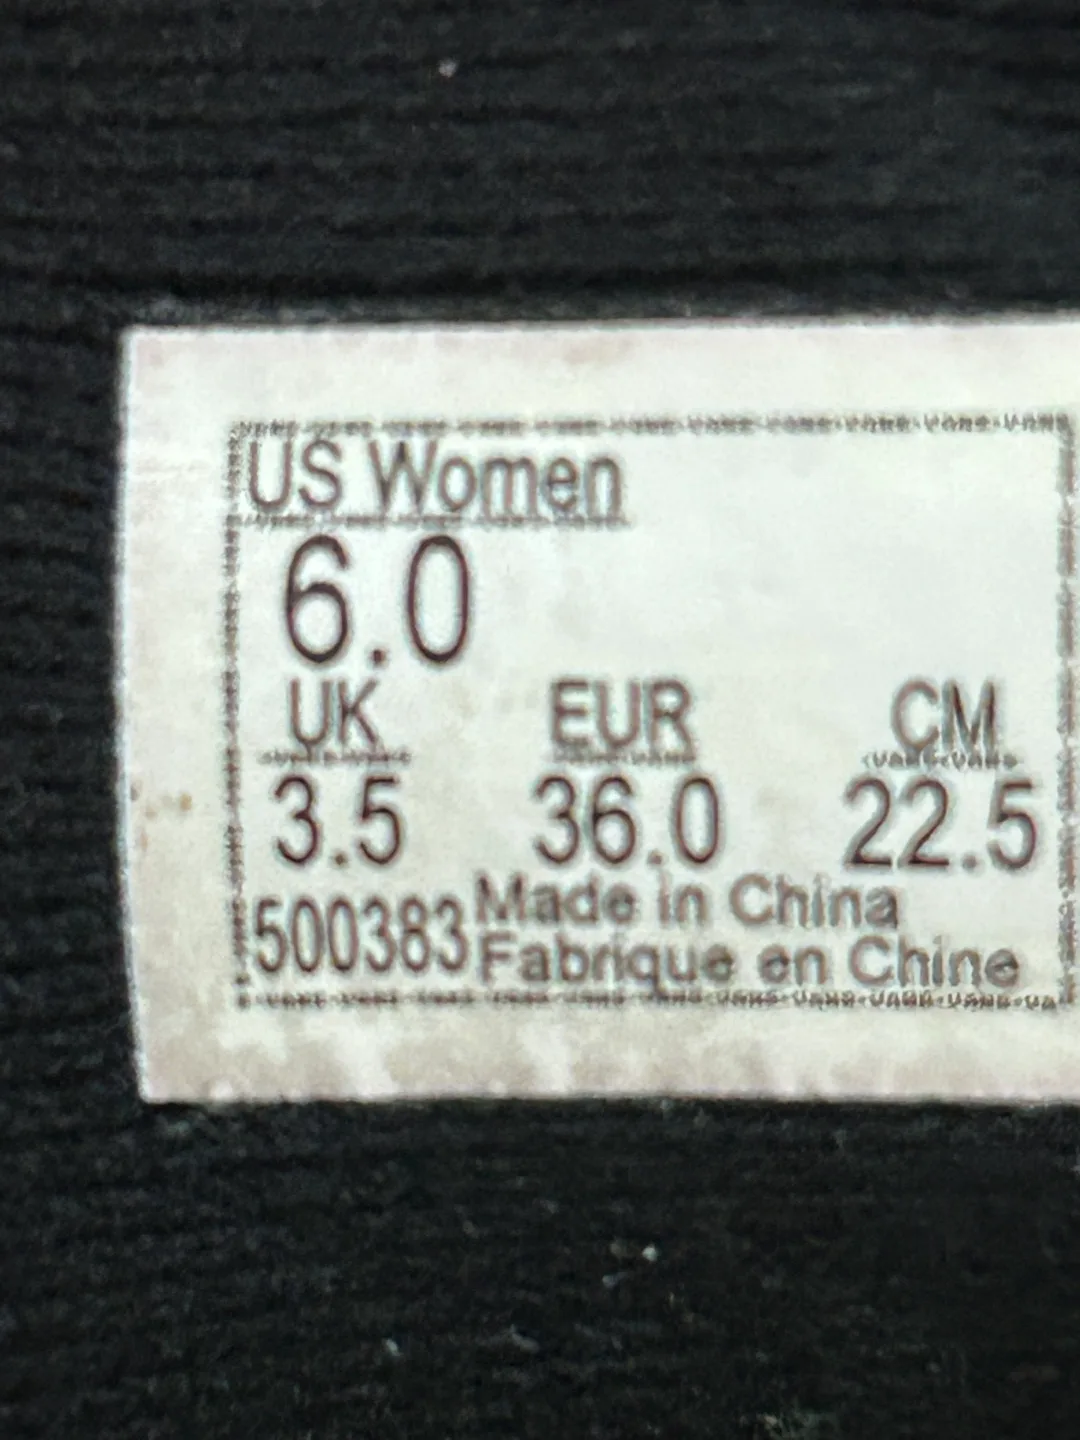 US Women
6.0
UK EUR CM
3.5 36.0 22.5
500383 Made in China
Fabrique en Chine